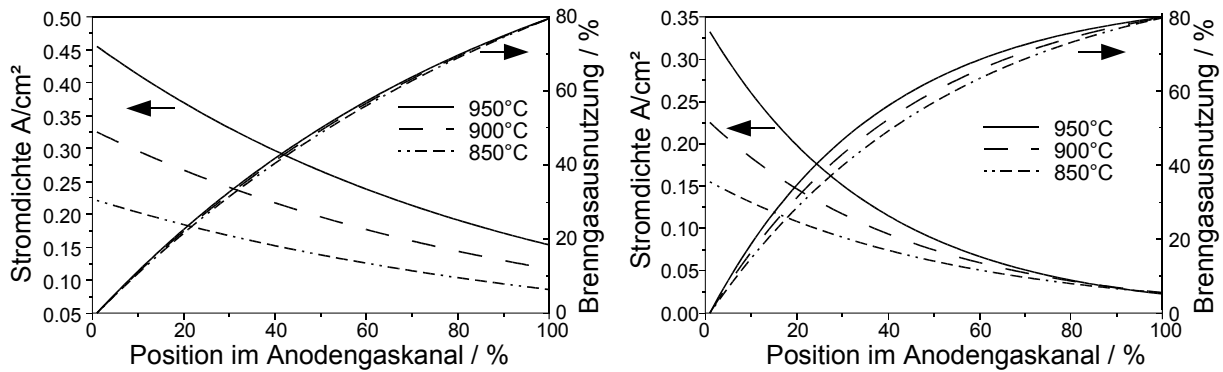 0.50
0.45
0.40
0.35
0.30
0.25
0.20
0.15
0.10
0.05
Stromdichte A/cm²
0 20 40 60 80 100
Position im Anodengaskanal / %
80
60
40
20
0
Brenngasausnutzung / %
950°C
900°C
850°C
0.35
0.30
0.25
0.20
0.15
0.10
0.05
0.00
Stromdichte A/cm²
0 20 40 60 80 100
Position im Anodengaskanal / %
80
60
40
20
0
Brenngasausnutzung / %
950°C
900°C
850°C